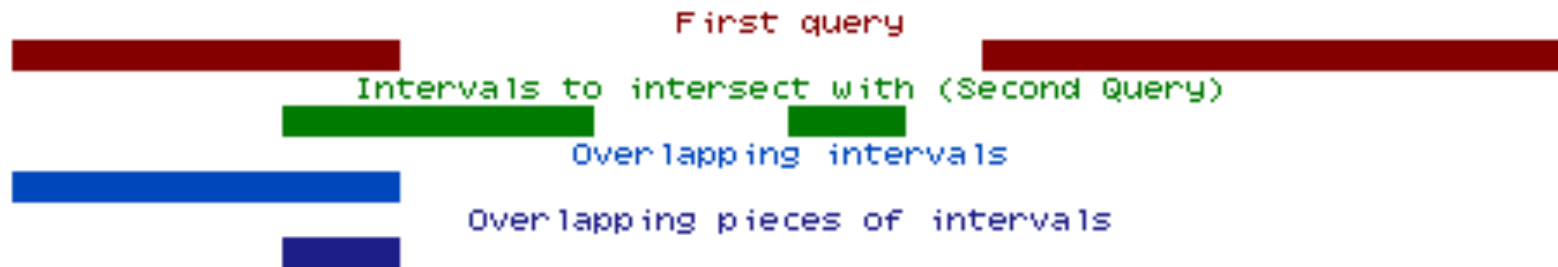 First query
Intervals to intersect with (Second Query)
Overlapping intervals
Overlapping pieces of intervals